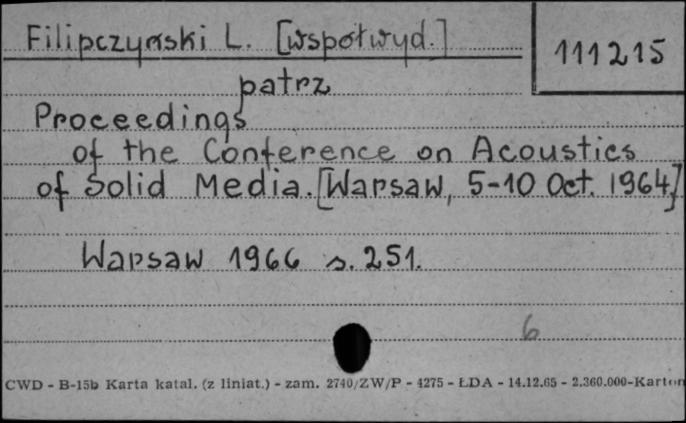 Filipczyński L. [współwyd.]
111215
patrz
Proceedings
of the Conference on Acoustics
of Solid Media. [Warsaw, 5-10 Oct. 1964]
Warsaw 1966 s. 251.
6
CWD - B-15b Karta katal. (z liniat.) - zam. 2740/ZW/P - 4275 - ŁDA - 14.12.65 - 2.360.000-Karton